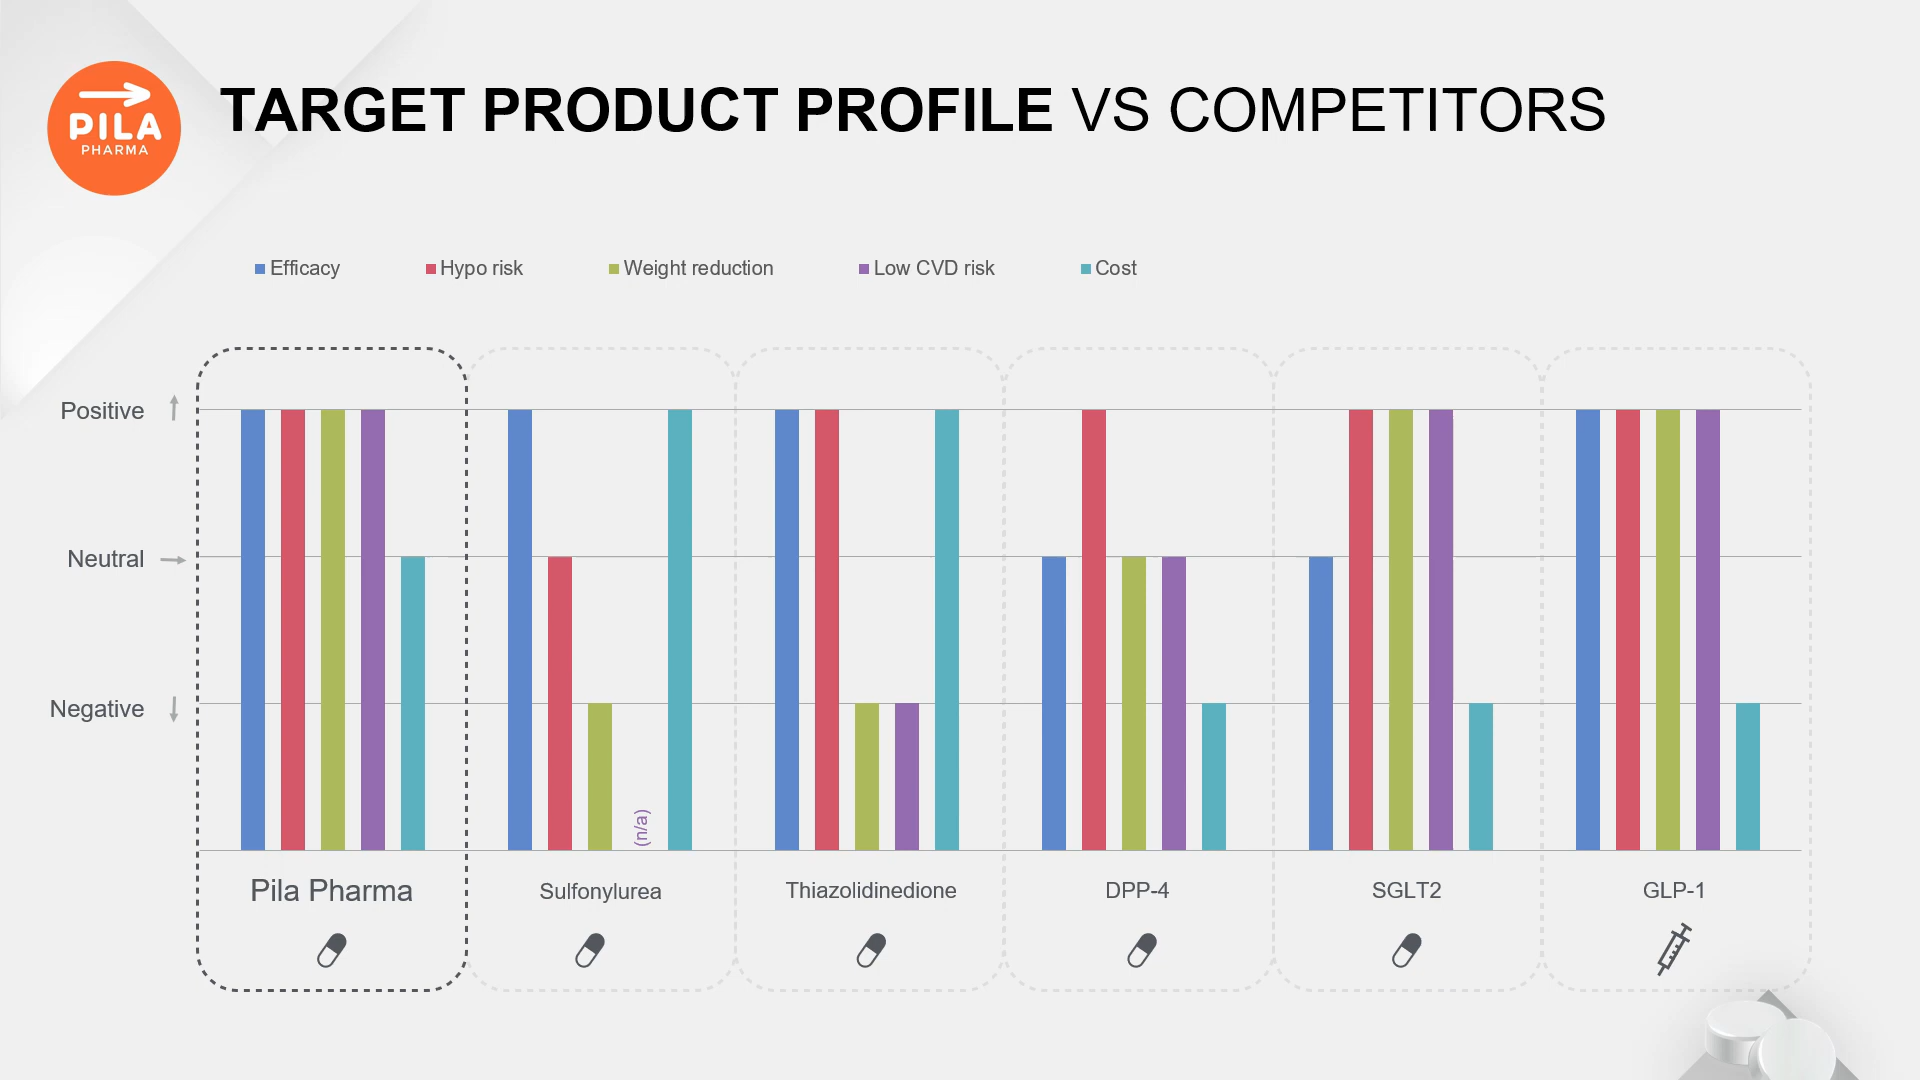 PILA
PHARMA
TARGET PRODUCT PROFILE VS COMPETITORS
Efficacy
Hypo risk
Weight reduction
Low CVD risk
Cost
Positive
Neutral
Negative
(n/a)
Pila Pharma
Sulfonylurea
Thiazolidinedione
DPP-4
SGLT2
GLP-1